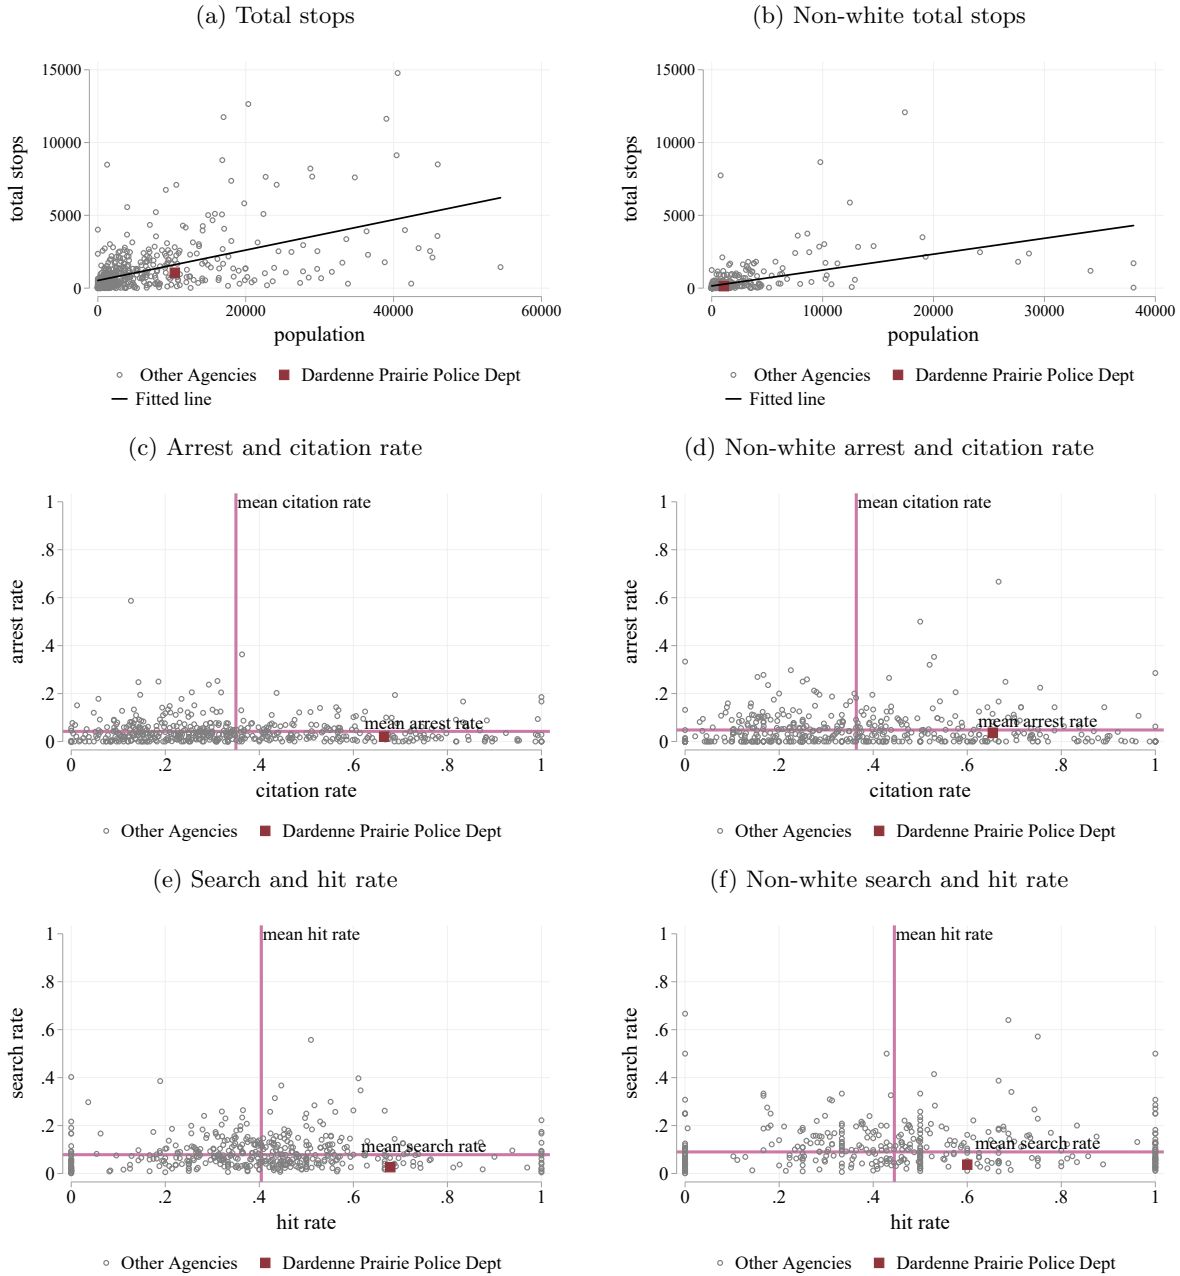 (a) Total stops
(b) Non-white total stops
15000
10000
5000
0
total stops
0 20000 40000 60000
population
Other Agencies Dardenne Prairie Police Dept
Fitted line
15000
10000
5000
0
total stops
0 10000 20000 30000 40000
population
Other Agencies Dardenne Prairie Police Dept
Fitted line
(c) Arrest and citation rate
(d) Non-white arrest and citation rate
1
.8
.6
.4
.2
0
arrest rate
mean citation rate
mean arrest rate
0 .2 .4 .6 .8 1
citation rate
Other Agencies Dardenne Prairie Police Dept
1
.8
.6
.4
.2
0
arrest rate
mean citation rate
mean arrest rate
0 .2 .4 .6 .8 1
citation rate
Other Agencies Dardenne Prairie Police Dept
(e) Search and hit rate
(f) Non-white search and hit rate
1
.8
.6
.4
.2
0
search rate
mean hit rate
mean search rate
0 .2 .4 .6 .8 1
hit rate
Other Agencies Dardenne Prairie Police Dept
1
.8
.6
.4
.2
0
search rate
mean hit rate
mean search rate
0 .2 .4 .6 .8 1
hit rate
Other Agencies Dardenne Prairie Police Dept